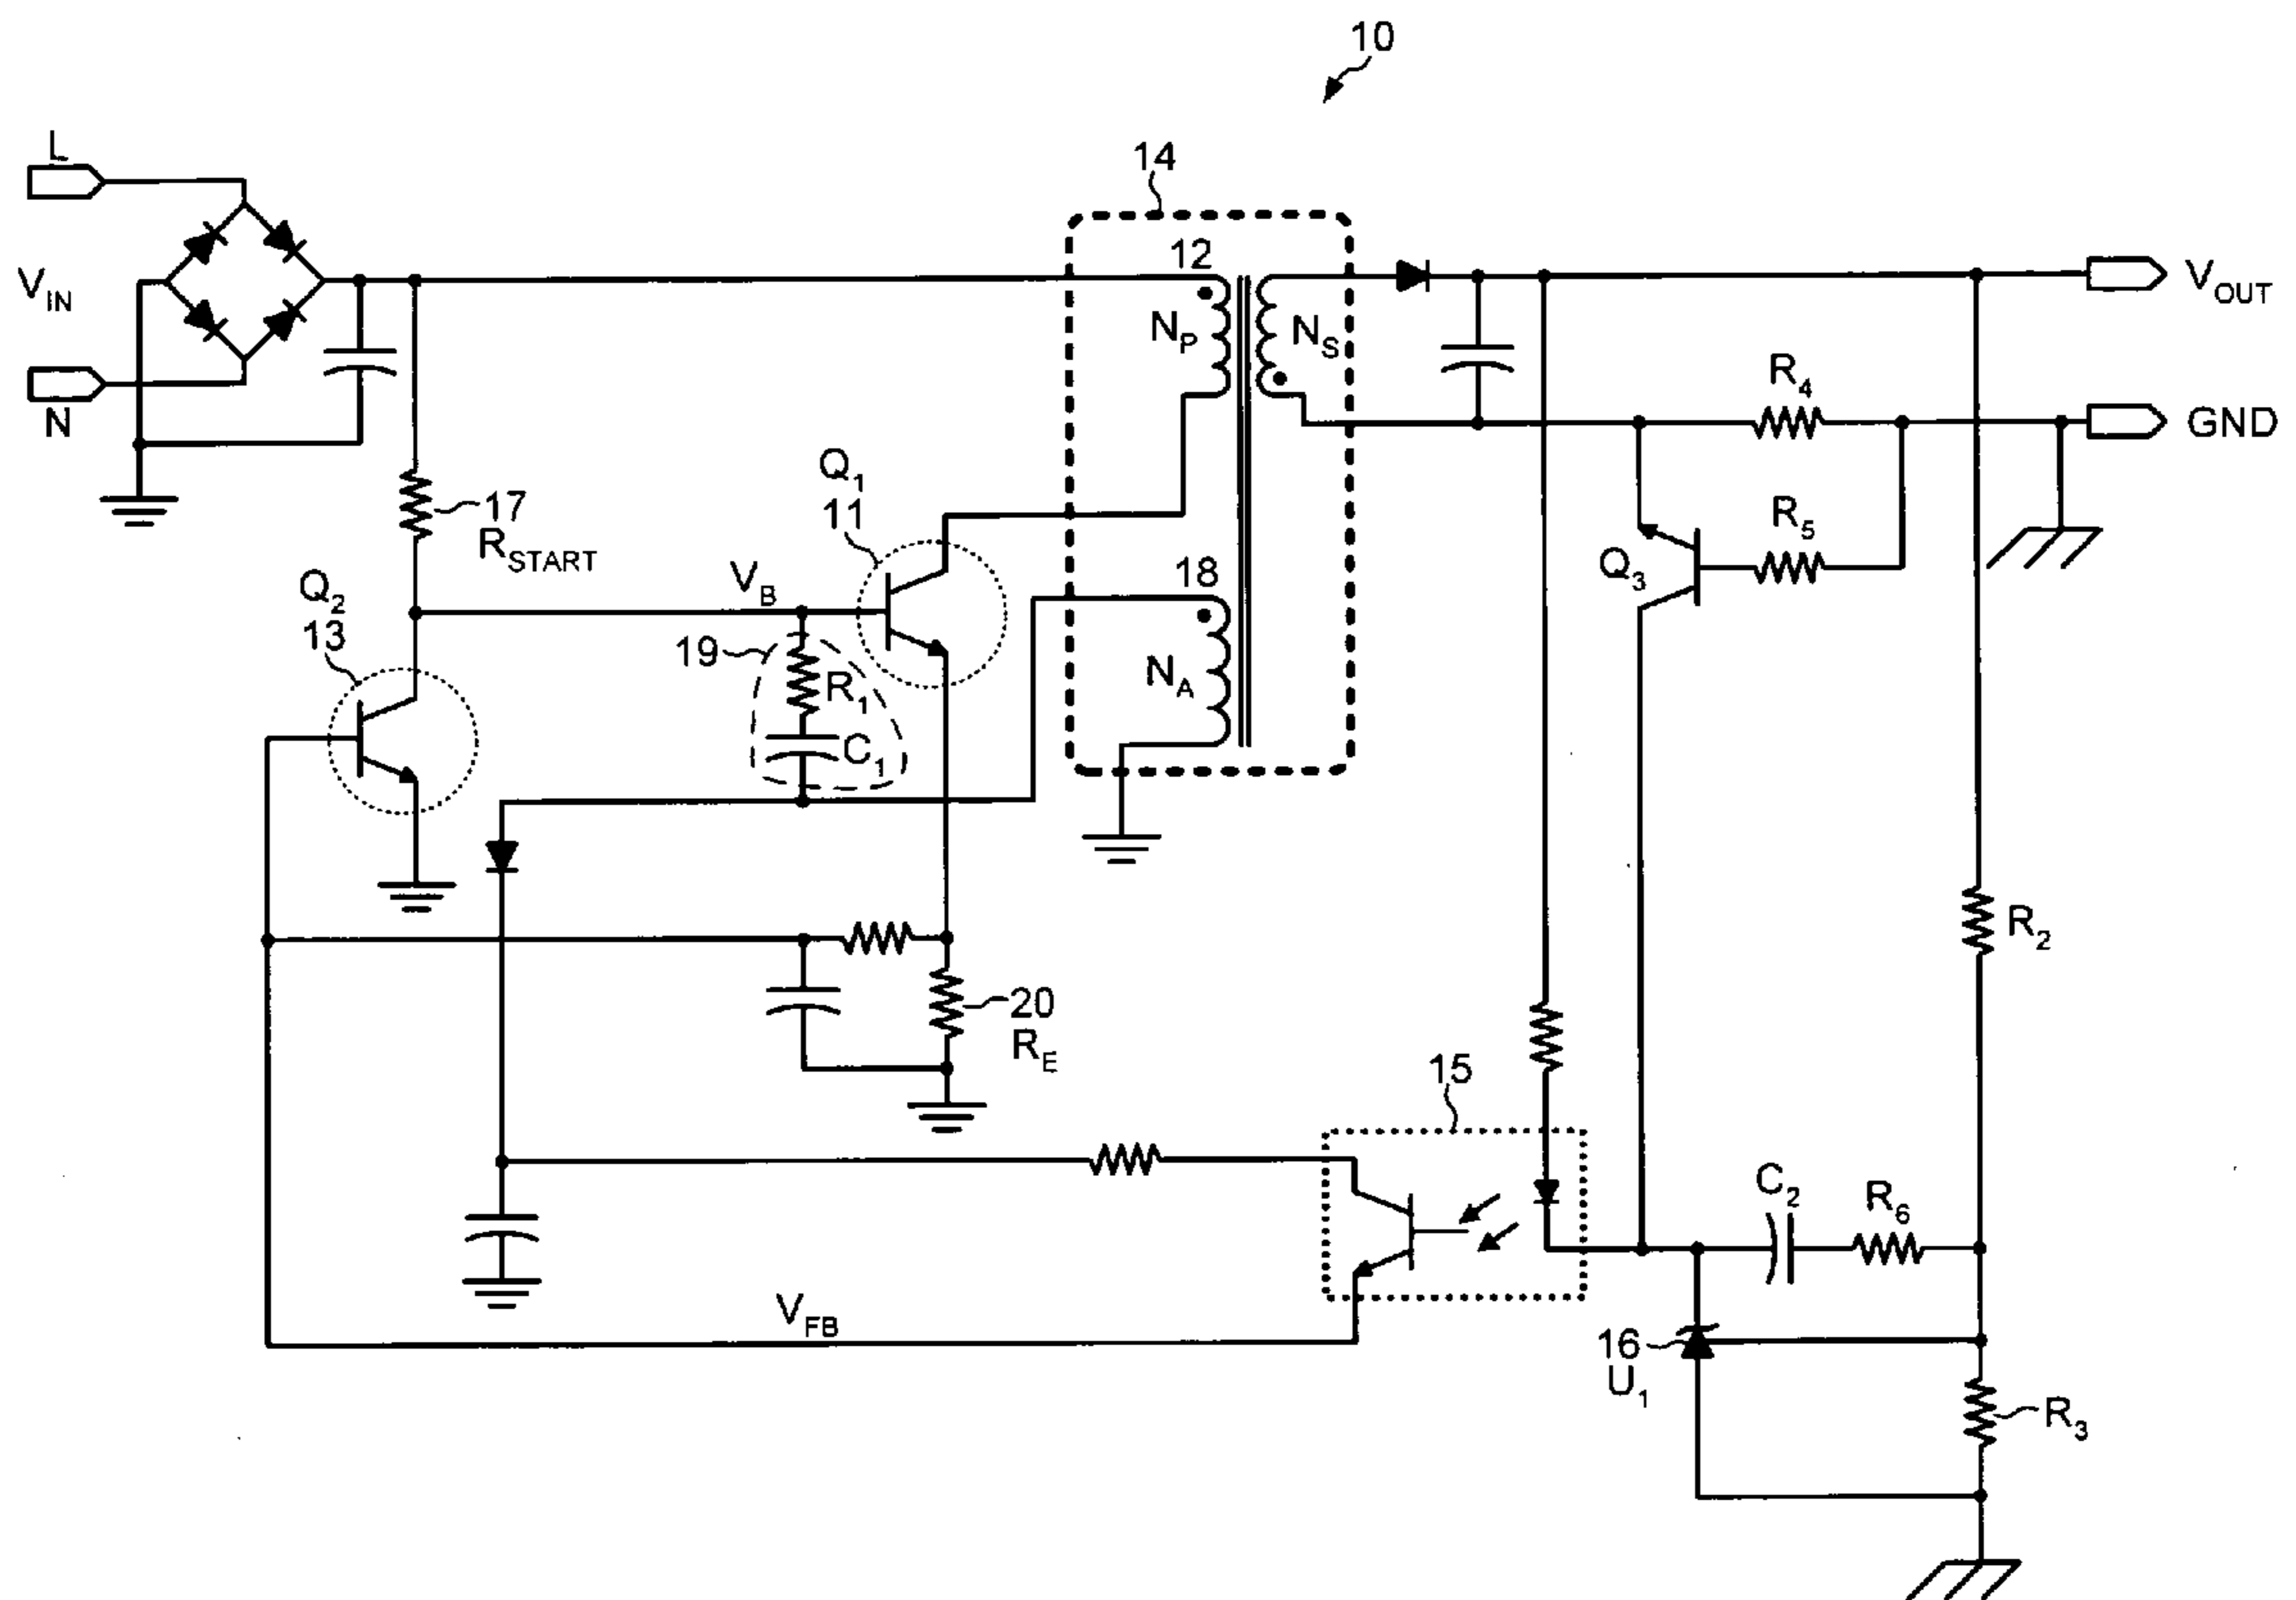 10
L
14
12
V_IN
N_P
N_S
V_OUT
N
R_4
GND
Q_1
11
17
R_START
R_5
Q_3
V_B
18
Q_2
13
19
R_1
N_A
C_1
R_2
20
R_E
15
C_2
R_6
V_FB
16
U_1
R_3